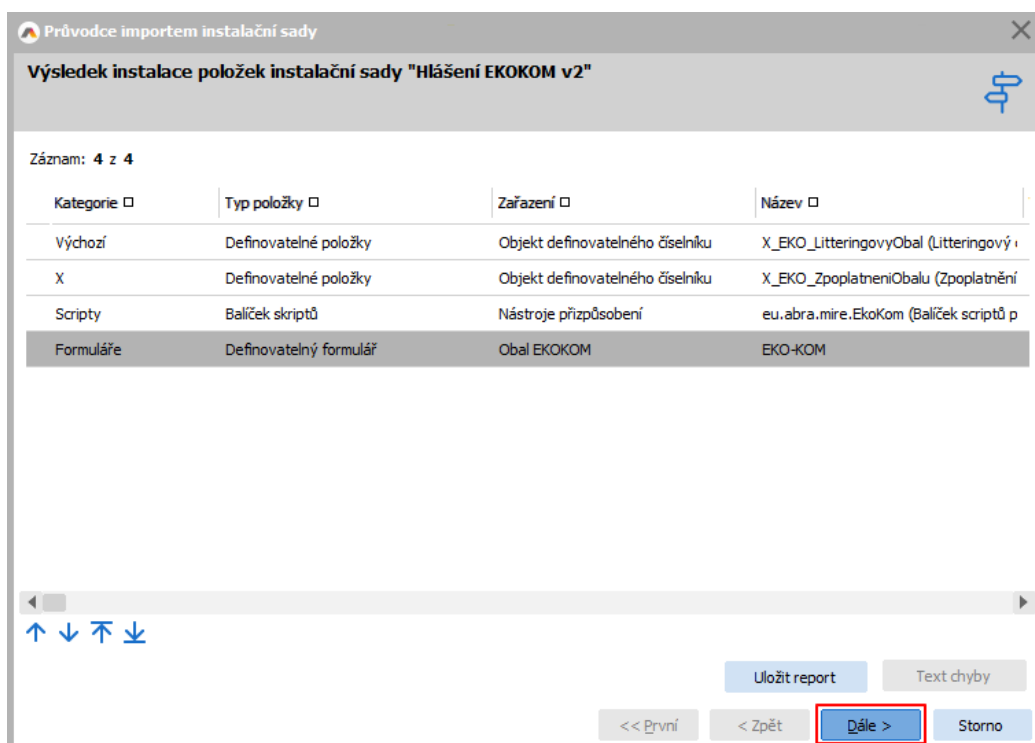 Průvodce importem instalační sady
Výsledek instalace položek instalační sady "Hlášení EKOKOM v2"
Záznam: 4 z 4
Kategorie Typ položky Zařazení Název
Výchozí Definovatelné položky Objekt definovatelného číselníku X_EKO_LitteringovyObal (Litteringový
X Definovatelné položky Objekt definovatelného číselníku X_EKO_ZpoplatneniObalu (Zpoplatnění
Scripty Balíček skriptů Nástroje přizpůsobení eu.abra.mire.EkoKom (Balíček scriptů p
Formuláře Definovatelný formulář Obal EKOKOM EKO-KOM
Uložit report Text chyby
<< První < Zpět Dále > Storno